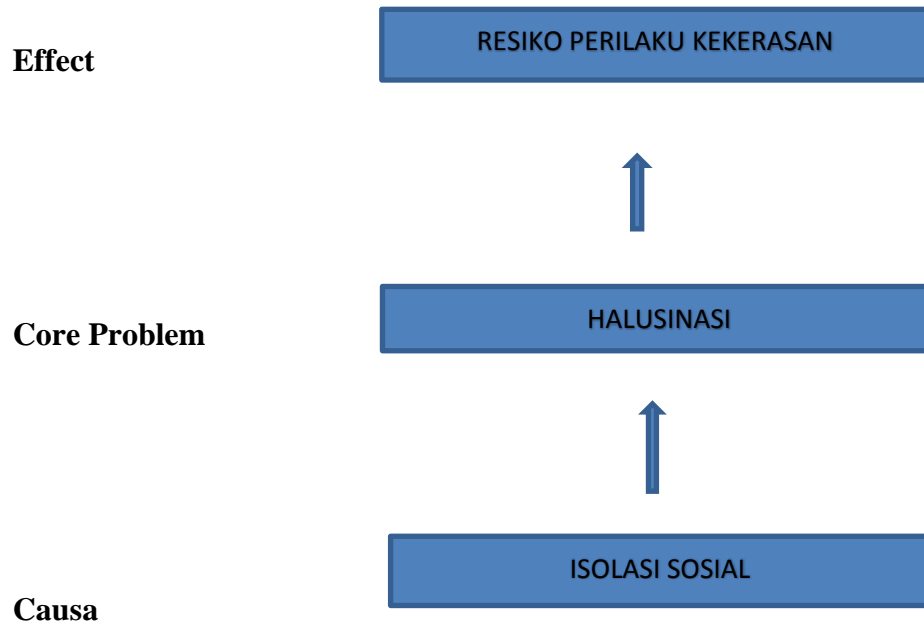 RESIKO PERILAKU KEKERASAN
Effect
HALUSINASI
Core Problem
ISOLASI SOSIAL
Causa